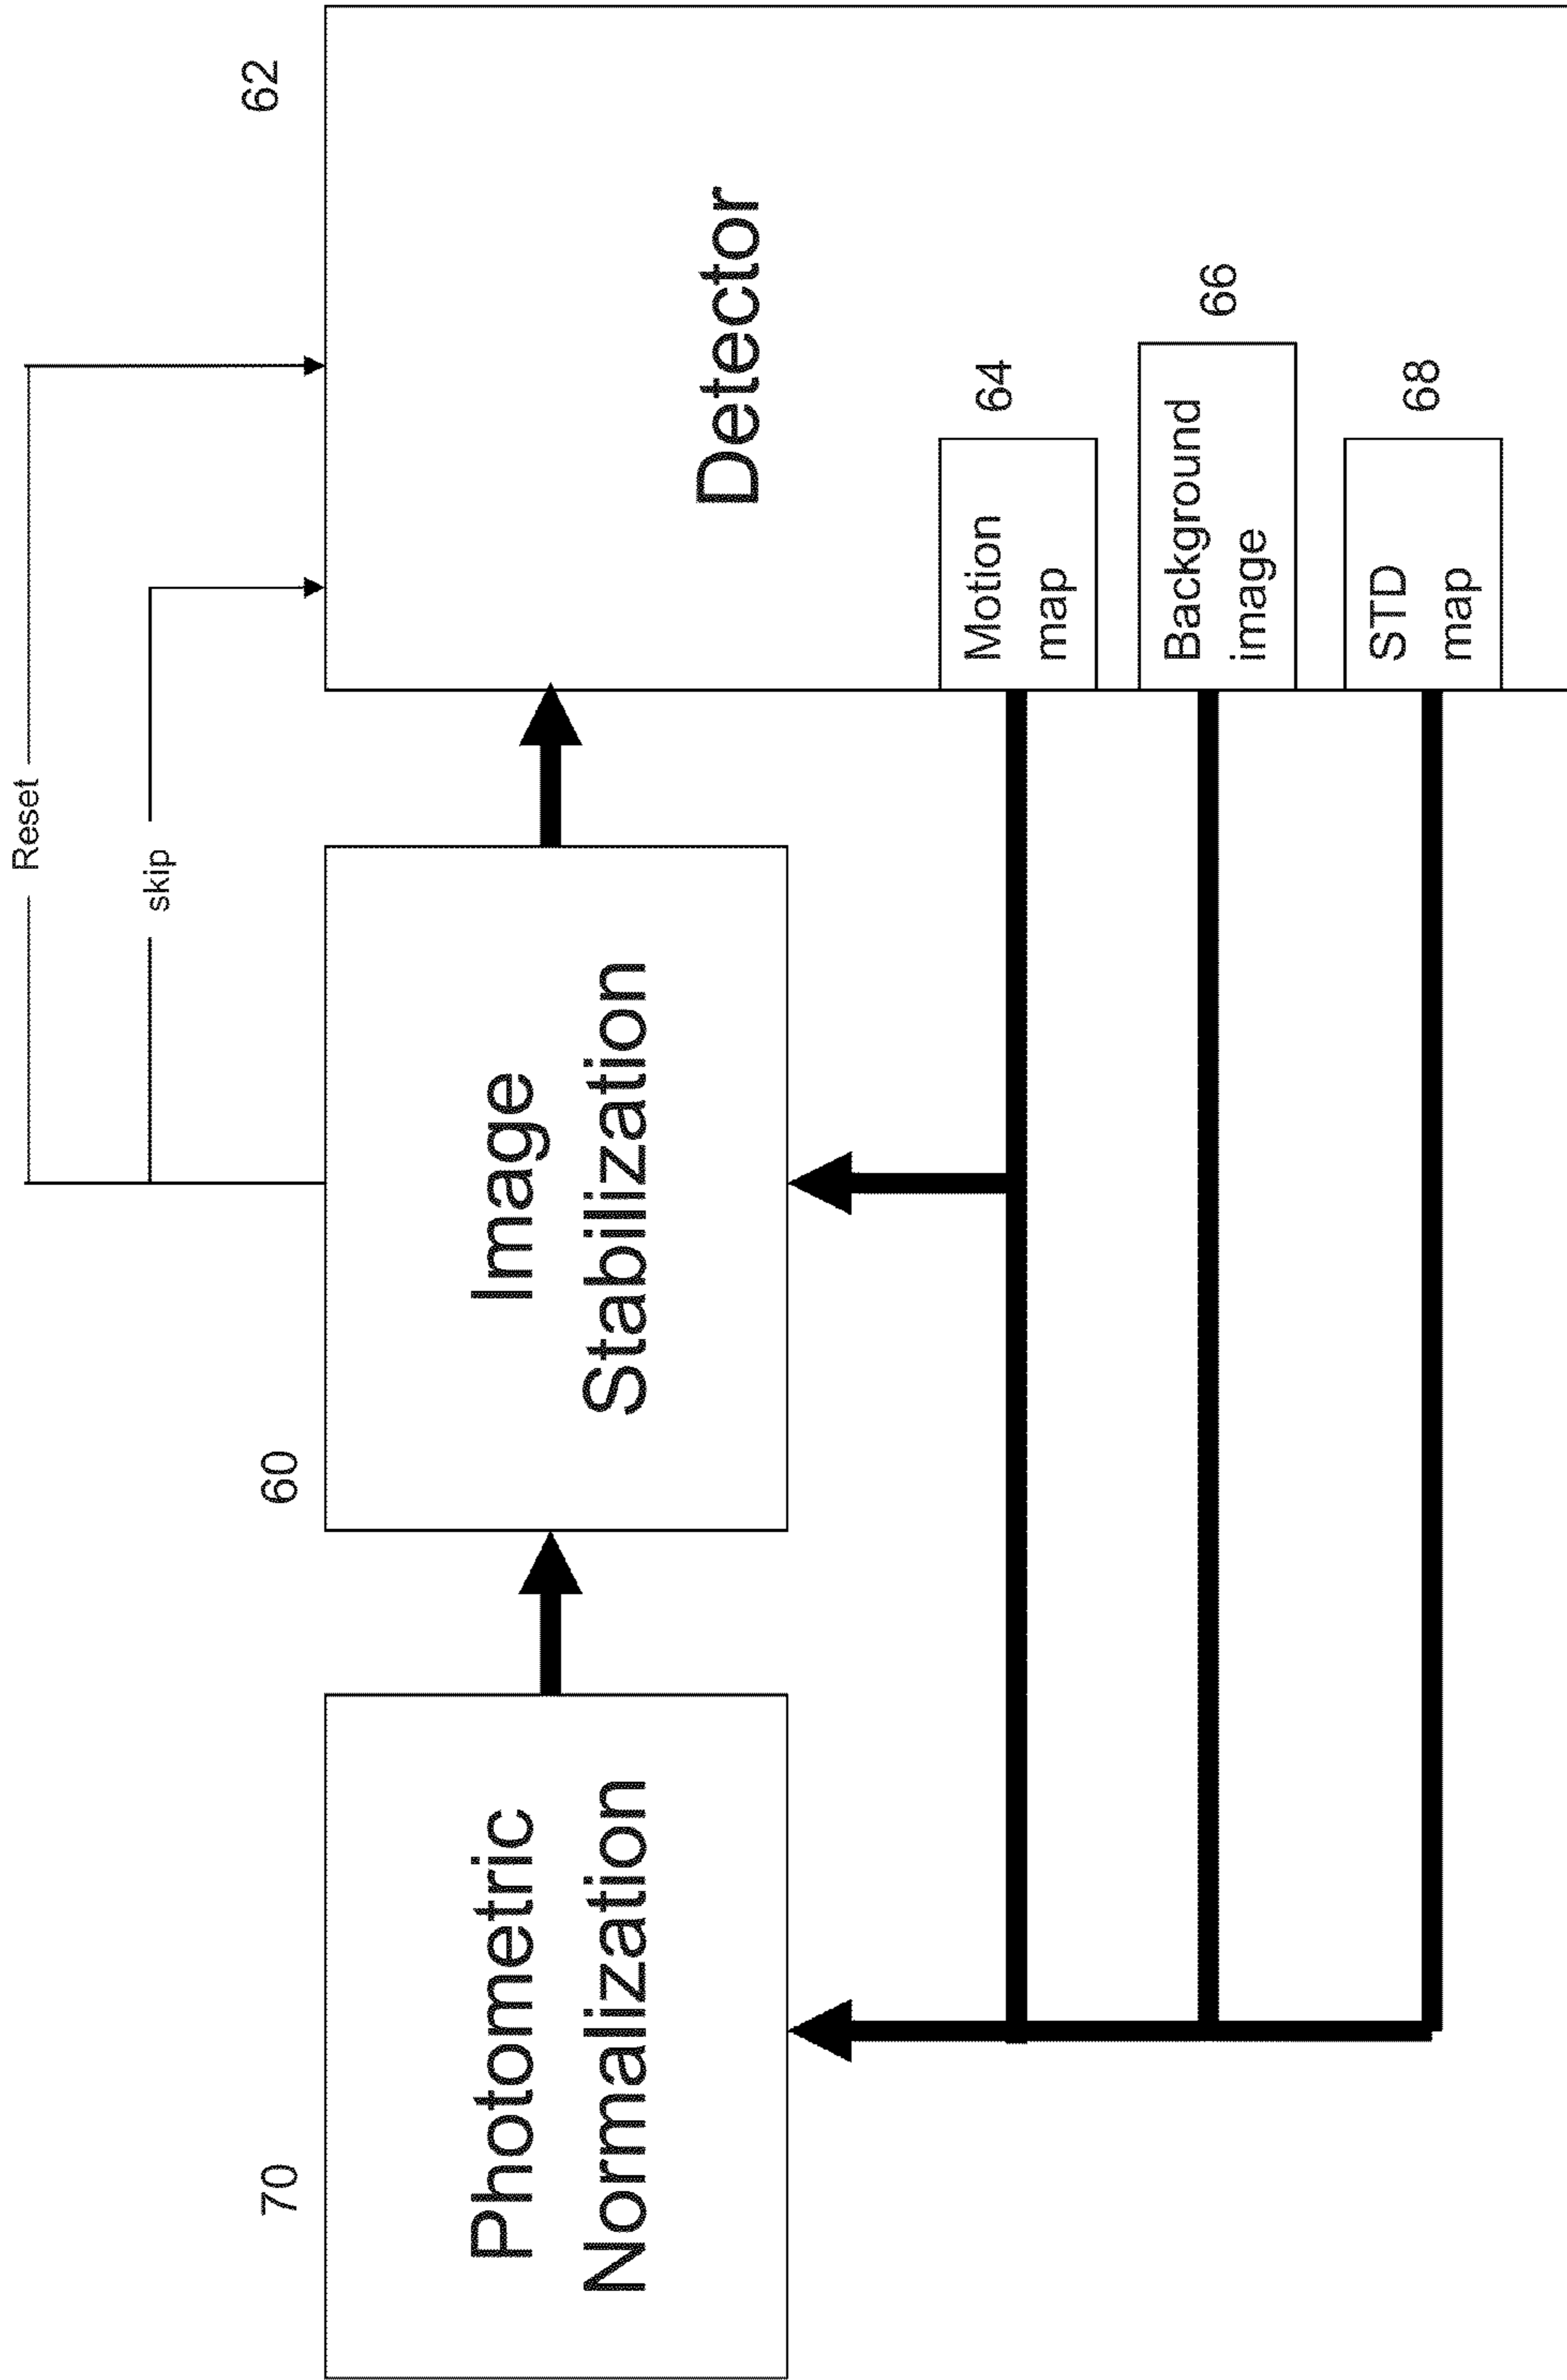 Reset
skip
70
60
62
Photometric
Normalization
Image
Stabilization
Detector
Motion
map
64
Background
image
66
STD
map
68